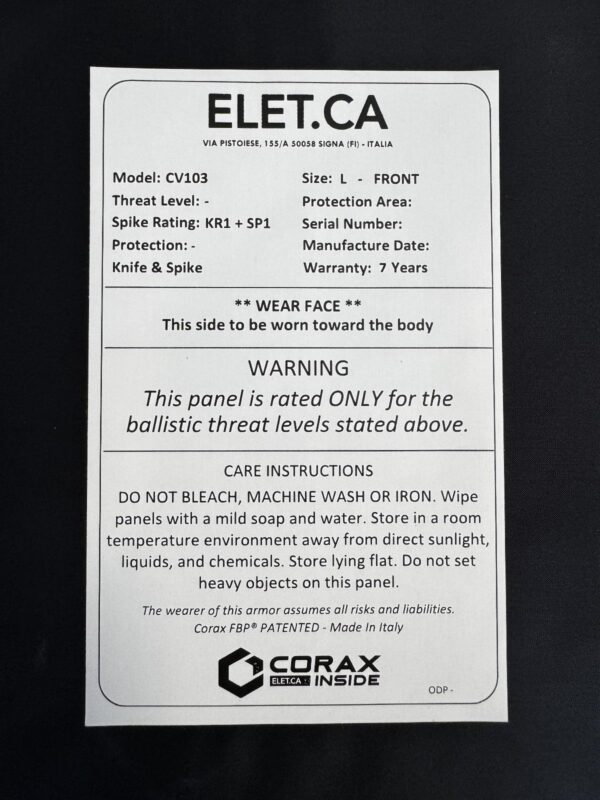 ELET.CA
VIA PISTOIESE, 155/A 50058 SIGNA (FI) - ITALIA
Model: CV103
Threat Level: -
Spike Rating: KR1 + SP1
Protection: -
Knife & Spike
Size: L - FRONT
Protection Area:
Serial Number:
Manufacture Date:
Warranty: 7 Years
** WEAR FACE **
This side to be worn toward the body
WARNING
This panel is rated ONLY for the
ballistic threat levels stated above.
CARE INSTRUCTIONS
DO NOT BLEACH, MACHINE WASH OR IRON. Wipe
panels with a mild soap and water. Store in a room
temperature environment away from direct sunlight,
liquids, and chemicals. Store lying flat. Do not set
heavy objects on this panel.
The wearer of this armor assumes all risks and liabilities.
Corax FBP® PATENTED - Made In Italy
CORAX
ELET.CA INSIDE
ODP -